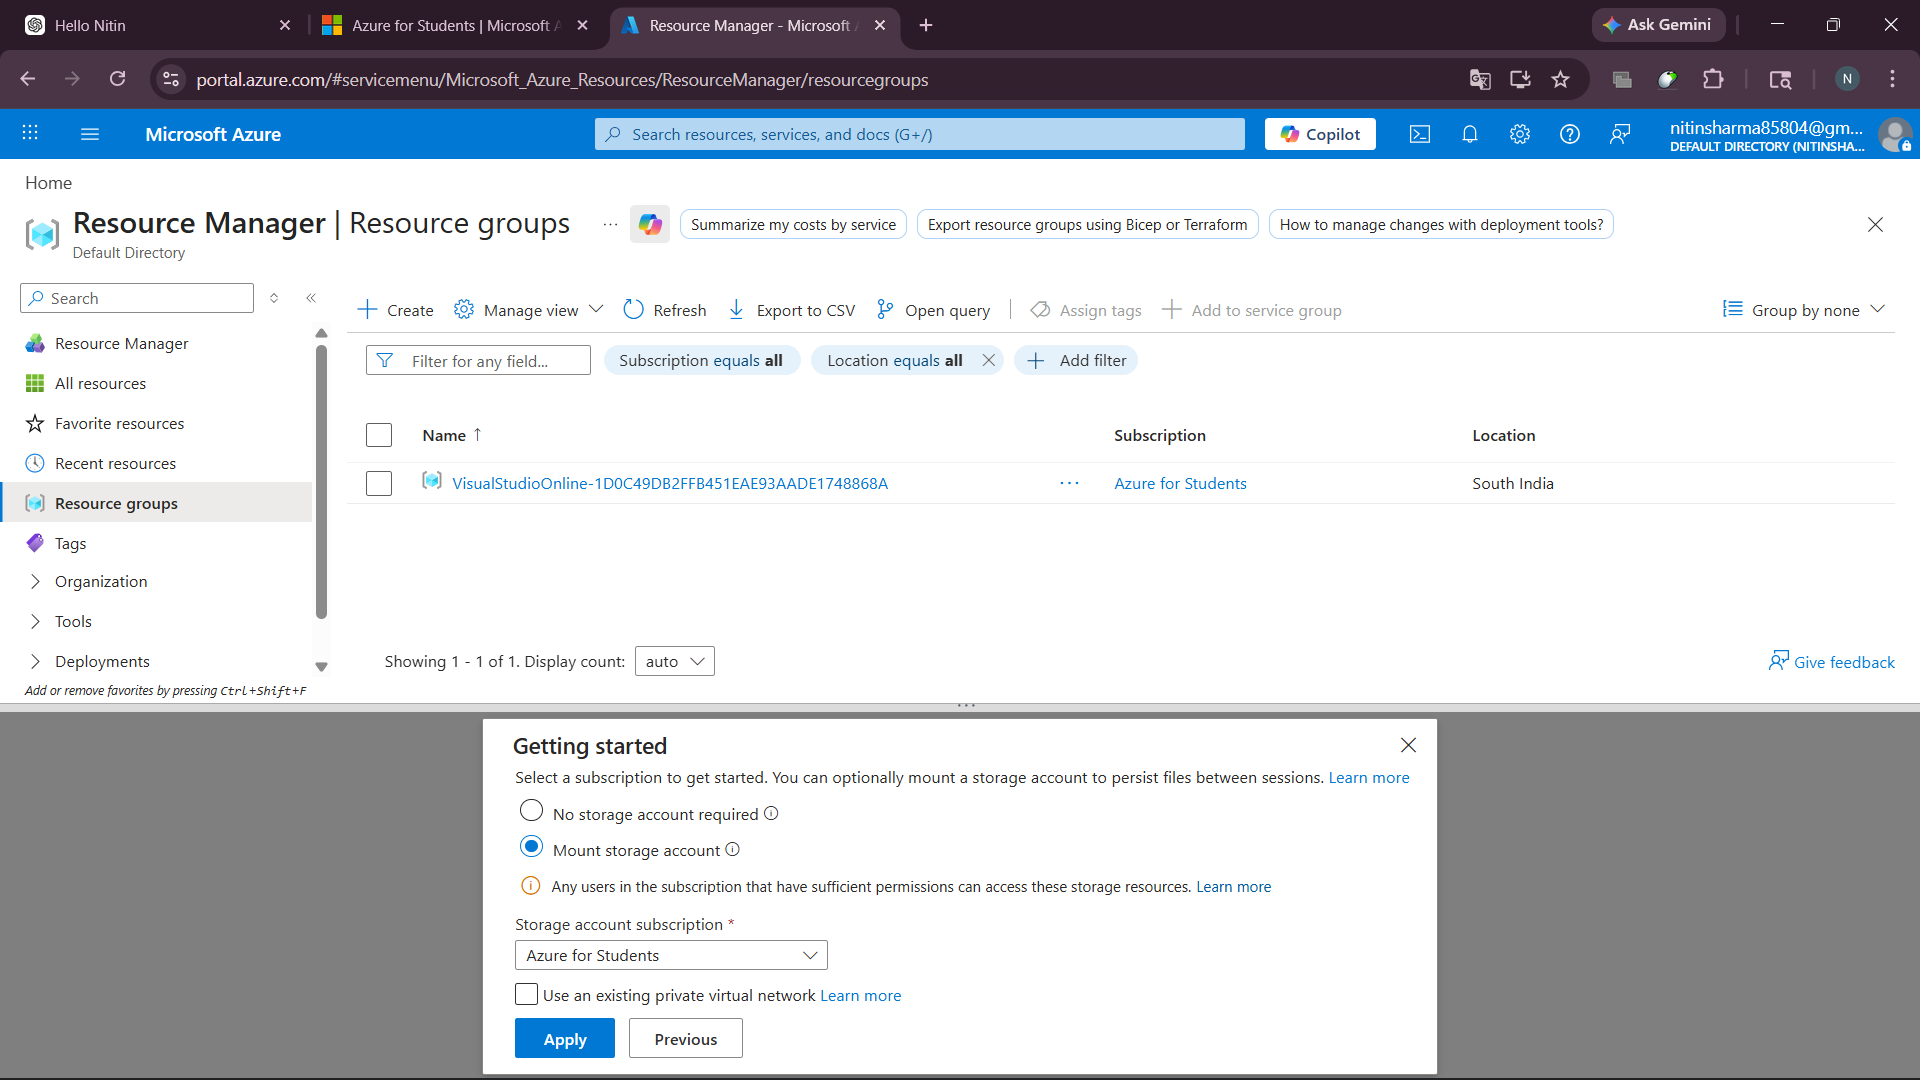 Hello Nitin
Azure for Students | Microsoft A
Resource Manager - Microsoft A
Ask Gemini
portal.azure.com/#servicemenu/Microsoft_Azure_Resources/ResourceManager/resourcegroups
N
Microsoft Azure
Search resources, services, and docs (G+/)
Copilot
nitinsharma85804@gm...
DEFAULT DIRECTORY (NITINSHA...
Home
Resource Manager | Resource groups
...
Summarize my costs by service
Export resource groups using Bicep or Terraform
How to manage changes with deployment tools?
Default Directory
Search
Create
Manage view
Refresh
Export to CSV
Open query
Assign tags
Add to service group
Group by none
Resource Manager
All resources
Favorite resources
Recent resources
Resource groups
Tags
Organization
Tools
Deployments
Add or remove favorites by pressing Ctrl+Shift+F
Filter for any field...
Subscription equals all
Location equals all
Add filter
Name ↑
Subscription
Location
VisualStudioOnline-1D0C49DB2FFB451EAE93AADE1748868A
...
Azure for Students
South India
Showing 1 - 1 of 1. Display count:
auto
Give feedback
Getting started
Select a subscription to get started. You can optionally mount a storage account to persist files between sessions. Learn more
No storage account required
Mount storage account
Any users in the subscription that have sufficient permissions can access these storage resources. Learn more
Storage account subscription *
Azure for Students
Use an existing private virtual network Learn more
Apply
Previous